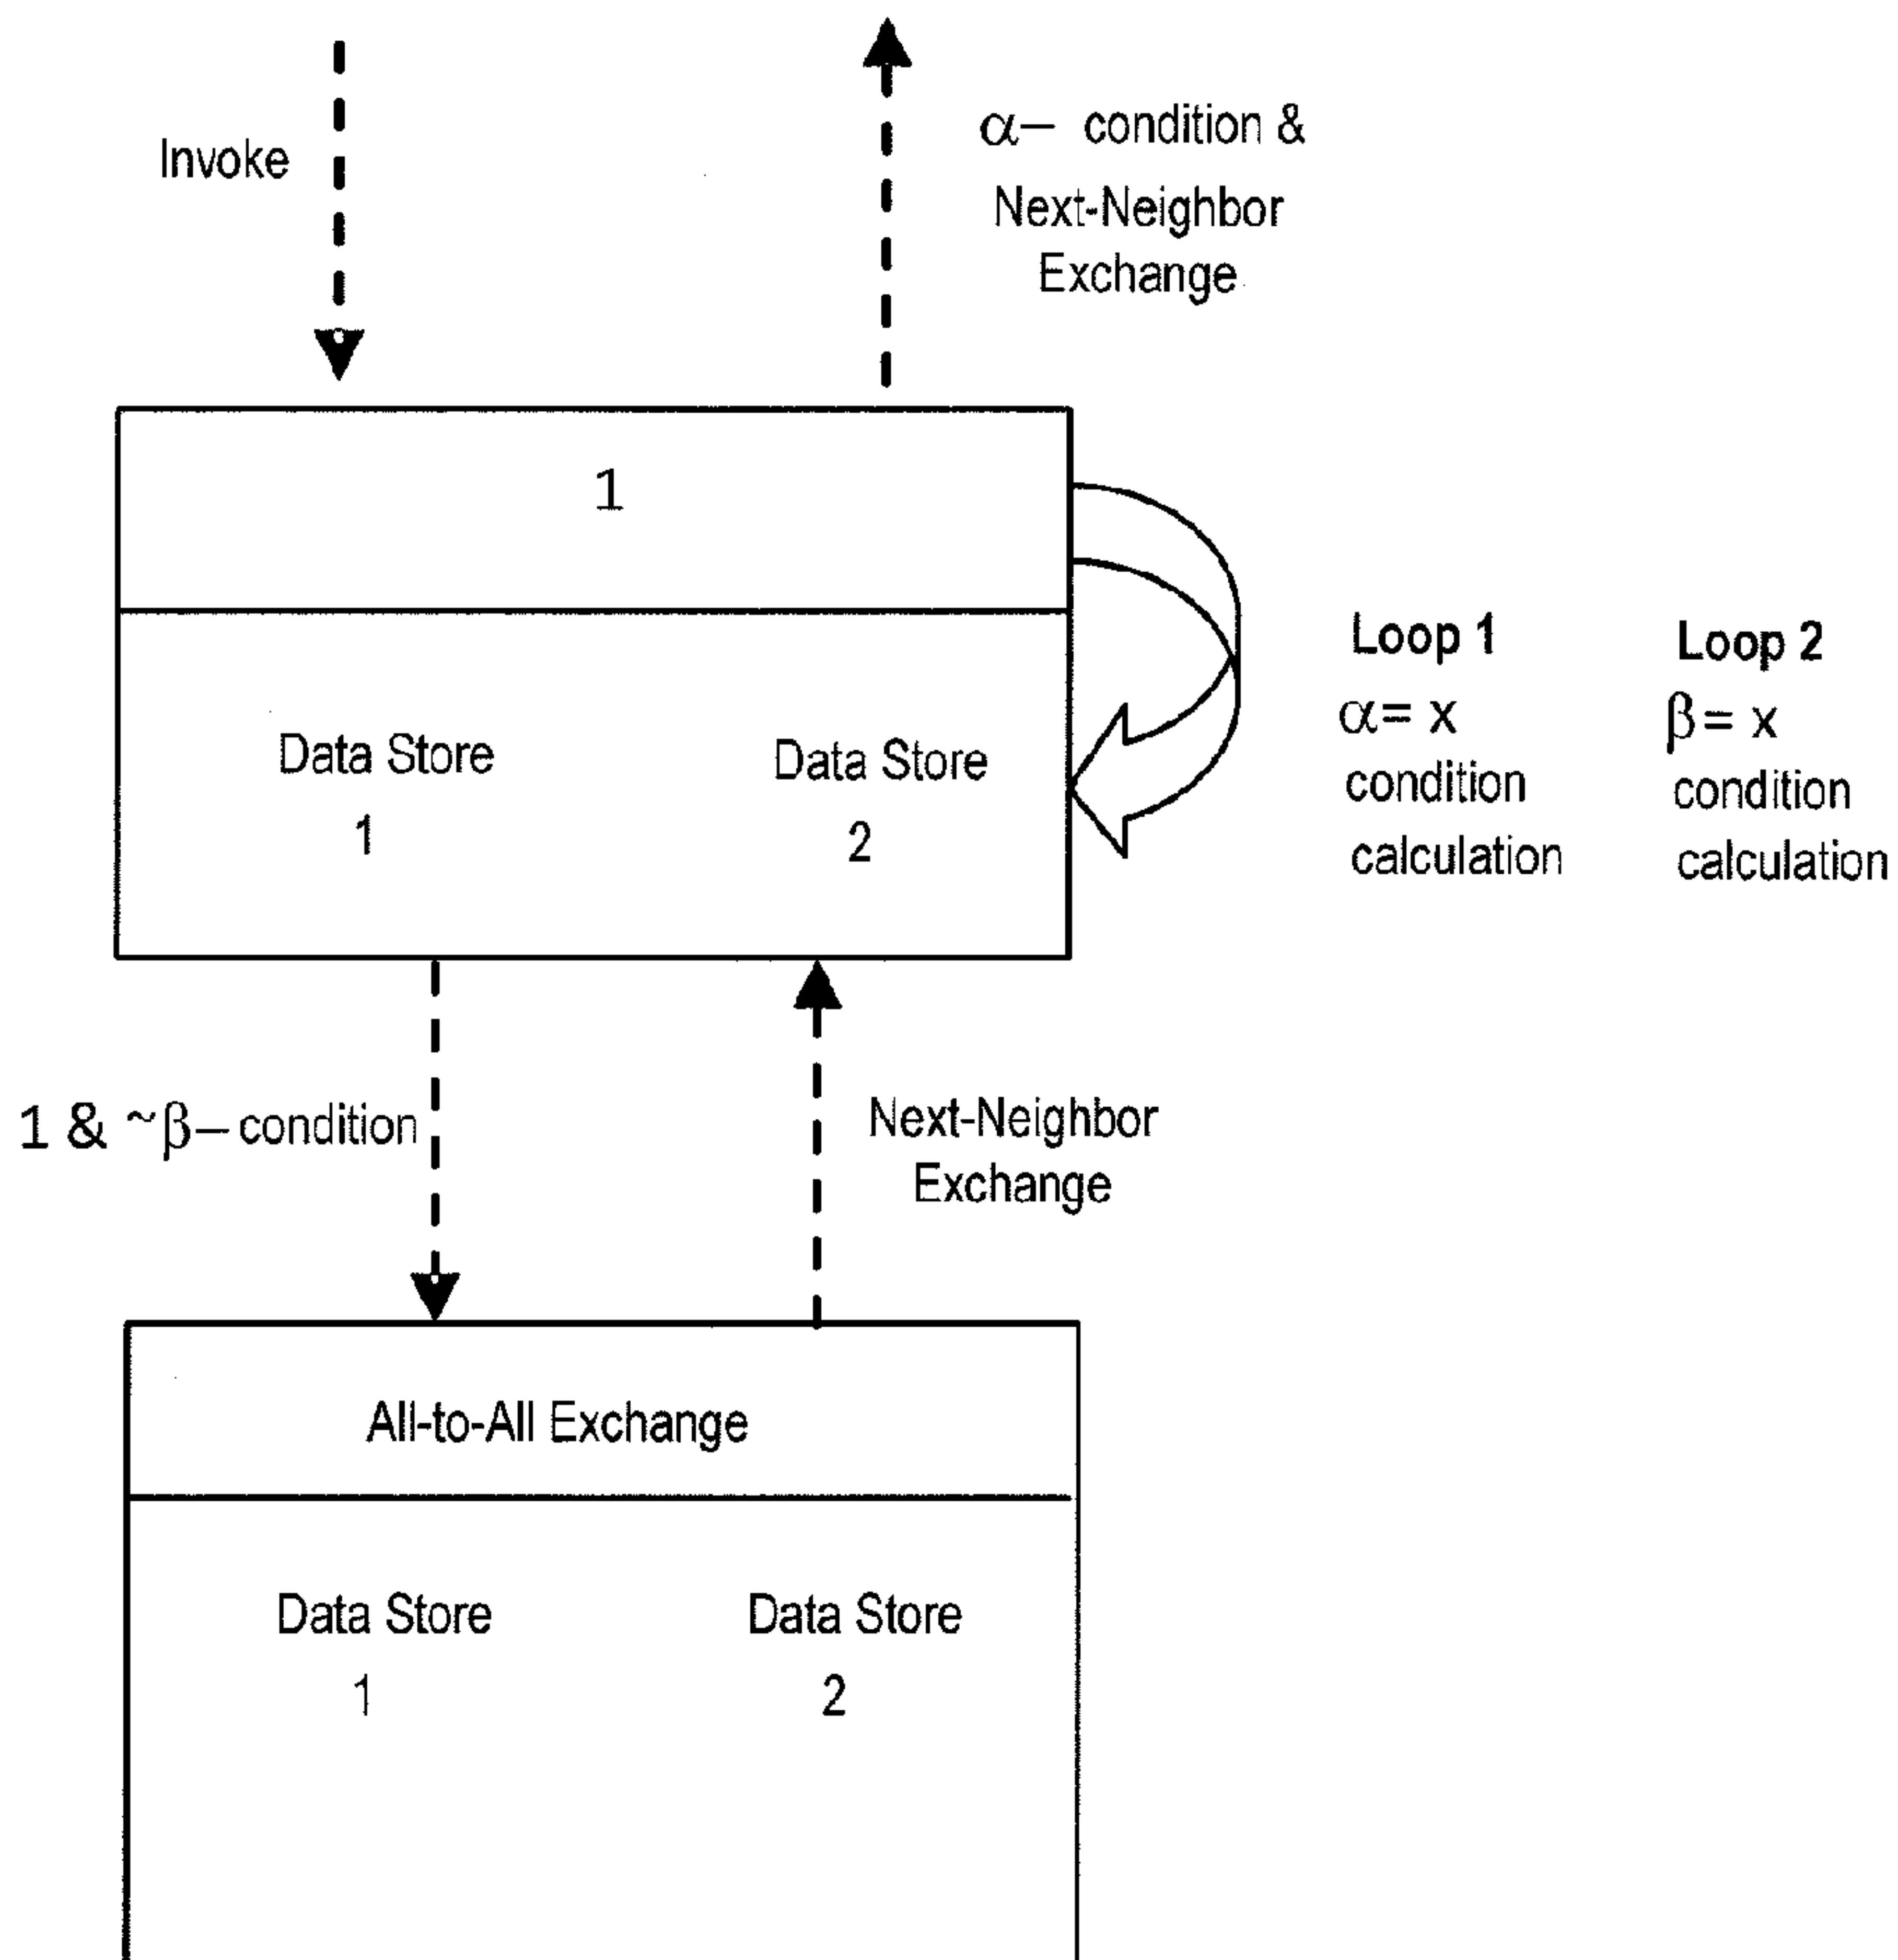 Invoke
α– condition &
Next-Neighbor
Exchange
1
Loop 1
α= x
condition
calculation
Loop 2
β= x
condition
calculation
Data Store
1
Data Store
2
1 & ~β–condition
Next-Neighbor
Exchange
All-to-All Exchange
Data Store
1
Data Store
2